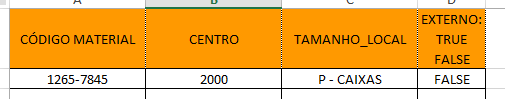 A B C D
CÓDIGO MATERIAL CENTRO TAMANHO_LOCAL EXTERNO:
TRUE
FALSE
1265-7845 2000 P - CAIXAS FALSE